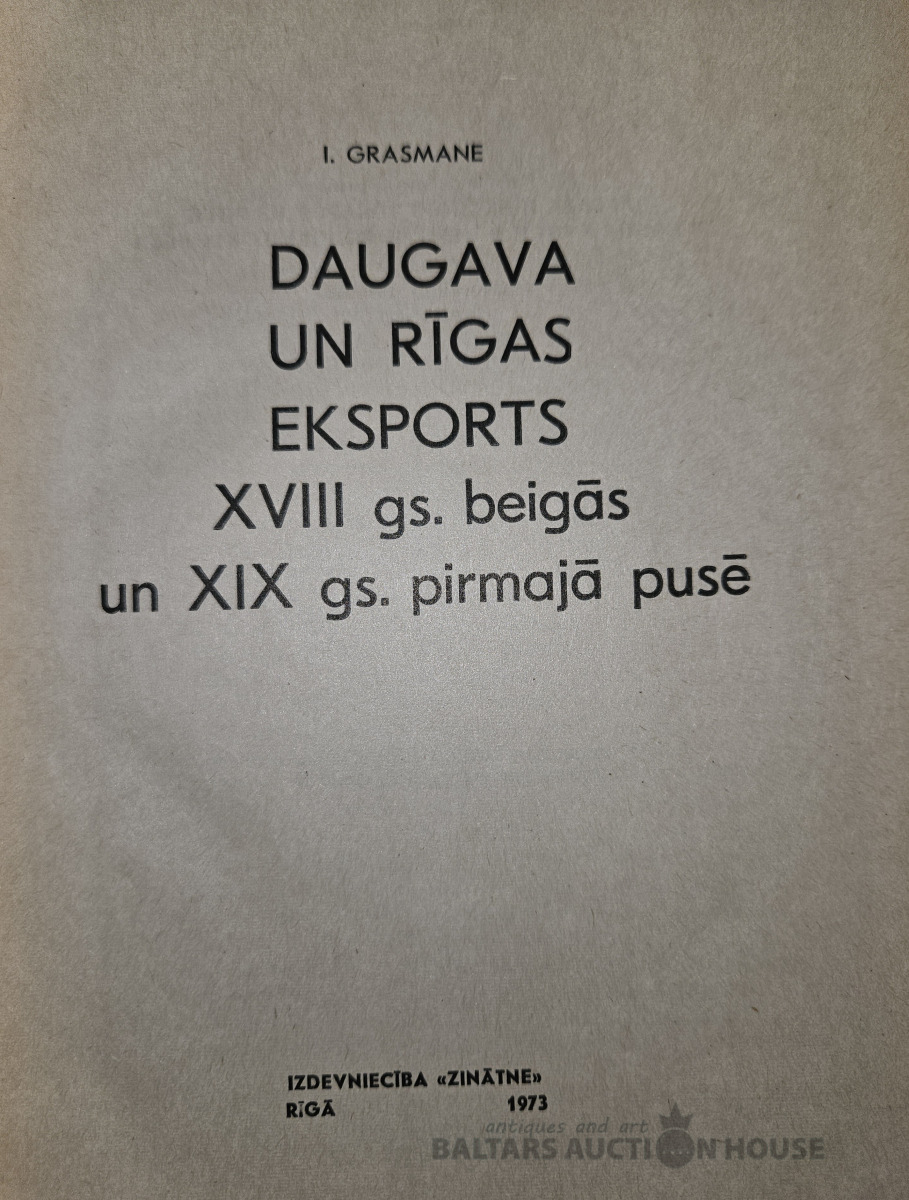 I. GRASMANE
DAUGAVA
UN RĪGAS
EKSPORTS
XVIII gs. beigās
un XIX gs. pirmajā pusē
IZDEVNIECĪBA «ZINĀTNE»
RĪGĀ 1973
antiques and art
BALTARS AUCTION HOUSE